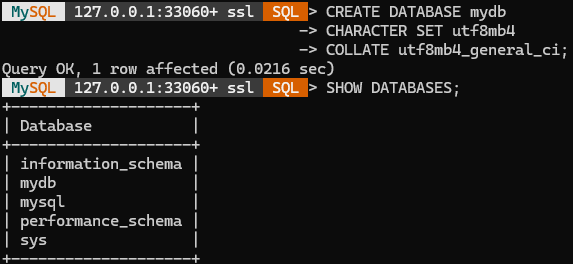 MySQL 127.0.0.1:33060+ ssl SQL > CREATE DATABASE mydb
-> CHARACTER SET utf8mb4
-> COLLATE utf8mb4_general_ci;
Query OK, 1 row affected (0.0216 sec)
MySQL 127.0.0.1:33060+ ssl SQL > SHOW DATABASES;
+--------------------+
| Database           |
+--------------------+
| information_schema |
| mydb               |
| mysql              |
| performance_schema |
| sys                |
+--------------------+